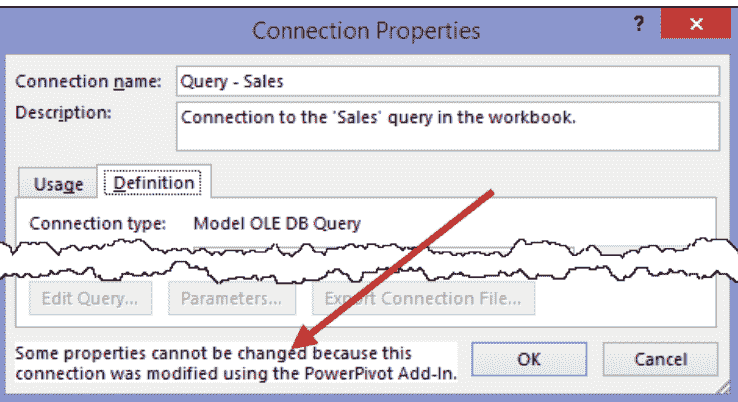 Connection Properties ?
Connection name: Query - Sales
Description: Connection to the 'Sales' query in the workbook.
Usage Definition
Connection type: Model OLE DB Query
Edit Query... Parameters... Export Connection File...
Some properties cannot be changed because this
connection was modified using the PowerPivot Add-In.
OK Cancel